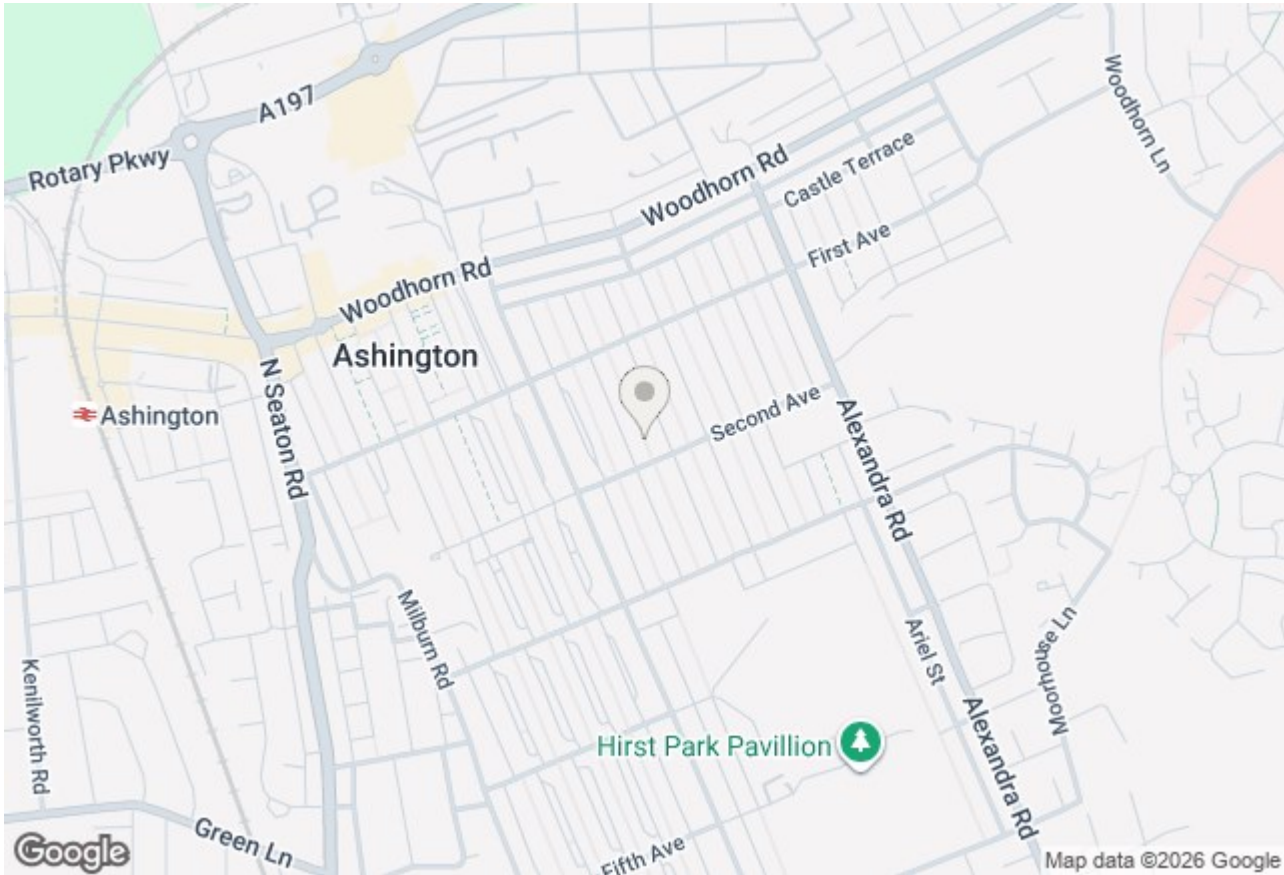 A197
Rotary Pkwy
Woodhorn Ln
Woodhorn Rd
Castle Terrace
First Ave
Woodhorn Rd
Ashington
Ashington
N Seaton Rd
Second Ave
Alexandra Rd
Milburn Rd
Ariel St
Moorhouse Ln
Kenilworth Rd
Hirst Park Pavillion
Alexandra Rd
Green Ln
Fifth Ave
Google
Map data ©2026 Google